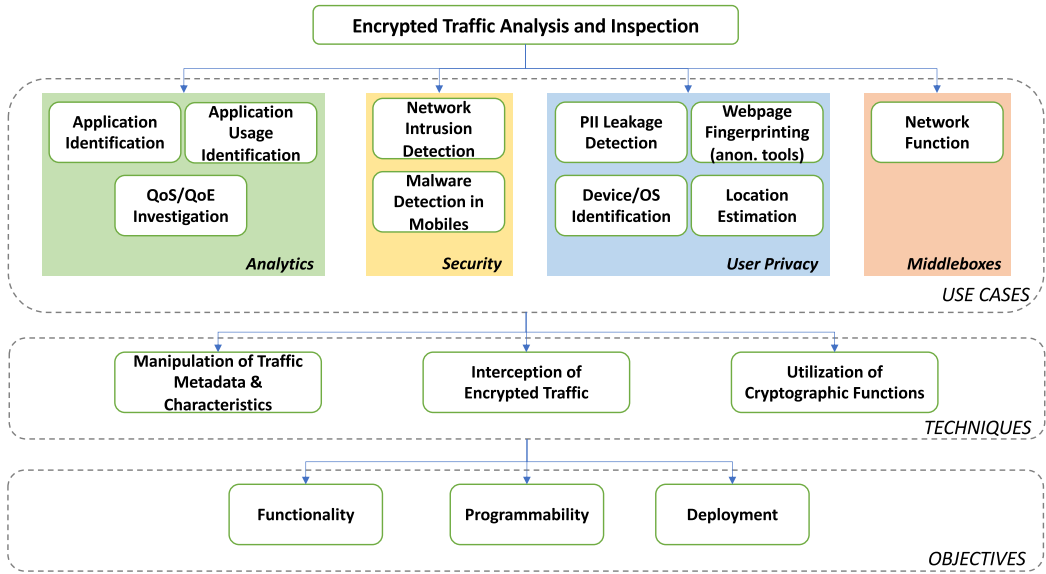 Encrypted Traffic Analysis and Inspection
Application
Identification
Application
Usage
Identification
QoS/QoE
Investigation
Analytics
Network
Intrusion
Detection
Malware
Detection in
Mobiles
Security
PII Leakage
Detection
Webpage
Fingerprinting
(anon. tools)
Device/OS
Identification
Location
Estimation
User Privacy
Network
Function
Middleboxes
USE CASES
Manipulation of Traffic
Metadata &
Characteristics
Interception of
Encrypted Traffic
Utilization of
Cryptographic Functions
TECHNIQUES
Functionality
Programmability
Deployment
OBJECTIVES